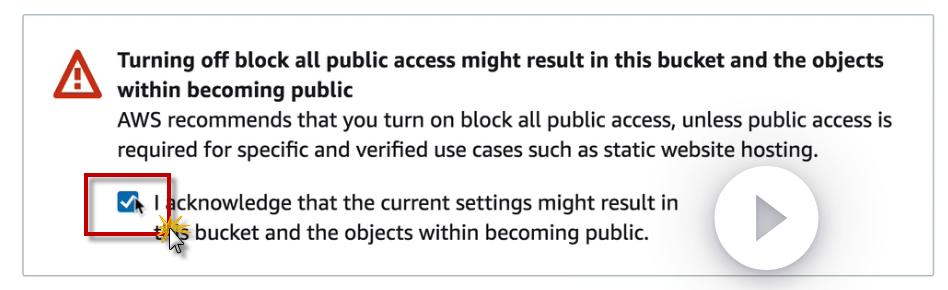 Turning off block all public access might result in this bucket and the objects
within becoming public
AWS recommends that you turn on block all public access, unless public access is
required for specific and verified use cases such as static website hosting.
I acknowledge that the current settings might result in
this bucket and the objects within becoming public.